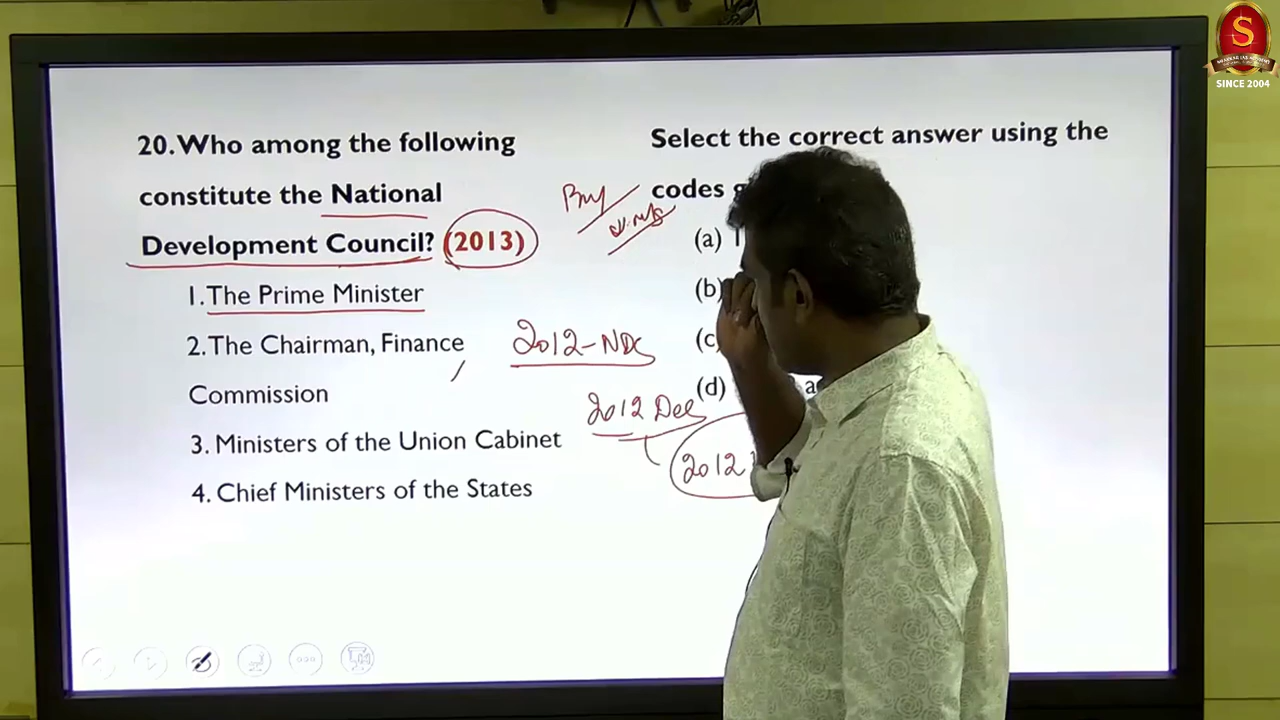 20. Who among the following
constitute the National
Development Council? (2013)
1. The Prime Minister
2. The Chairman, Finance
Commission
3. Ministers of the Union Cabinet
4. Chief Ministers of the States
2012-NDC
2012 Dec
2012
Select the correct answer using the
codes
(a) 1
(b)
(c
(d)
S
SINCE 2004